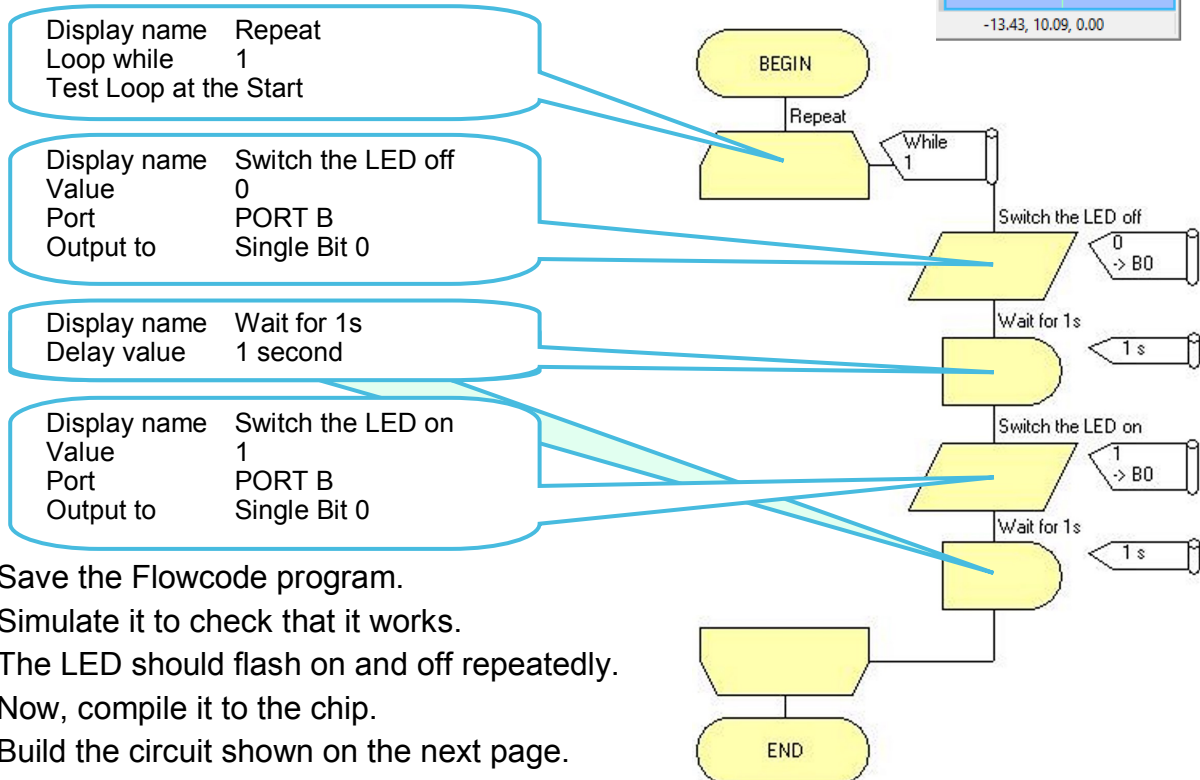 -13.43, 10.09, 0.00
Display name Repeat
Loop while 1
Test Loop at the Start
Display name Switch the LED off
Value 0
Port PORT B
Output to Single Bit 0
Display name Wait for 1s
Delay value 1 second
Display name Switch the LED on
Value 1
Port PORT B
Output to Single Bit 0
BEGIN
Repeat
While
1
Switch the LED off
0
-> B0
Wait for 1s
1 s
Switch the LED on
1
-> B0
Wait for 1s
1 s
END
Save the Flowcode program.
Simulate it to check that it works.
The LED should flash on and off repeatedly.
Now, compile it to the chip.
Build the circuit shown on the next page.